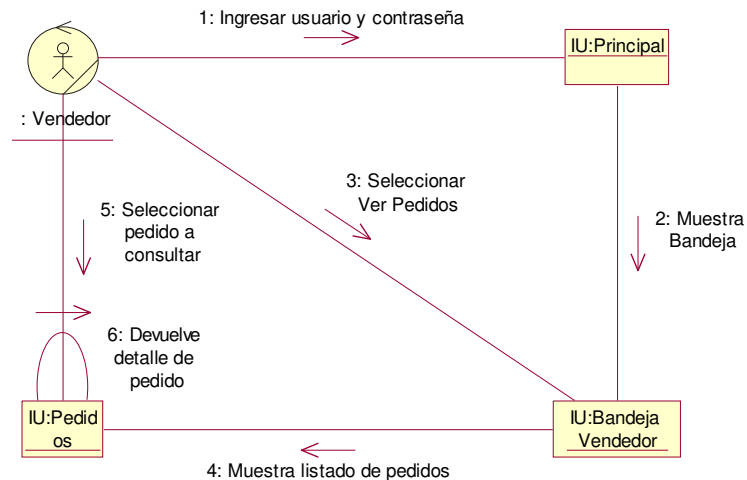 1: Ingresar usuario y contraseña
IU:Principal
: Vendedor
3: Seleccionar
Ver Pedidos
5: Seleccionar
pedido a
consultar
2: Muestra
Bandeja
6: Devuelve
detalle de
pedido
IU:Pedid
os
IU:Bandeja
Vendedor
4: Muestra listado de pedidos